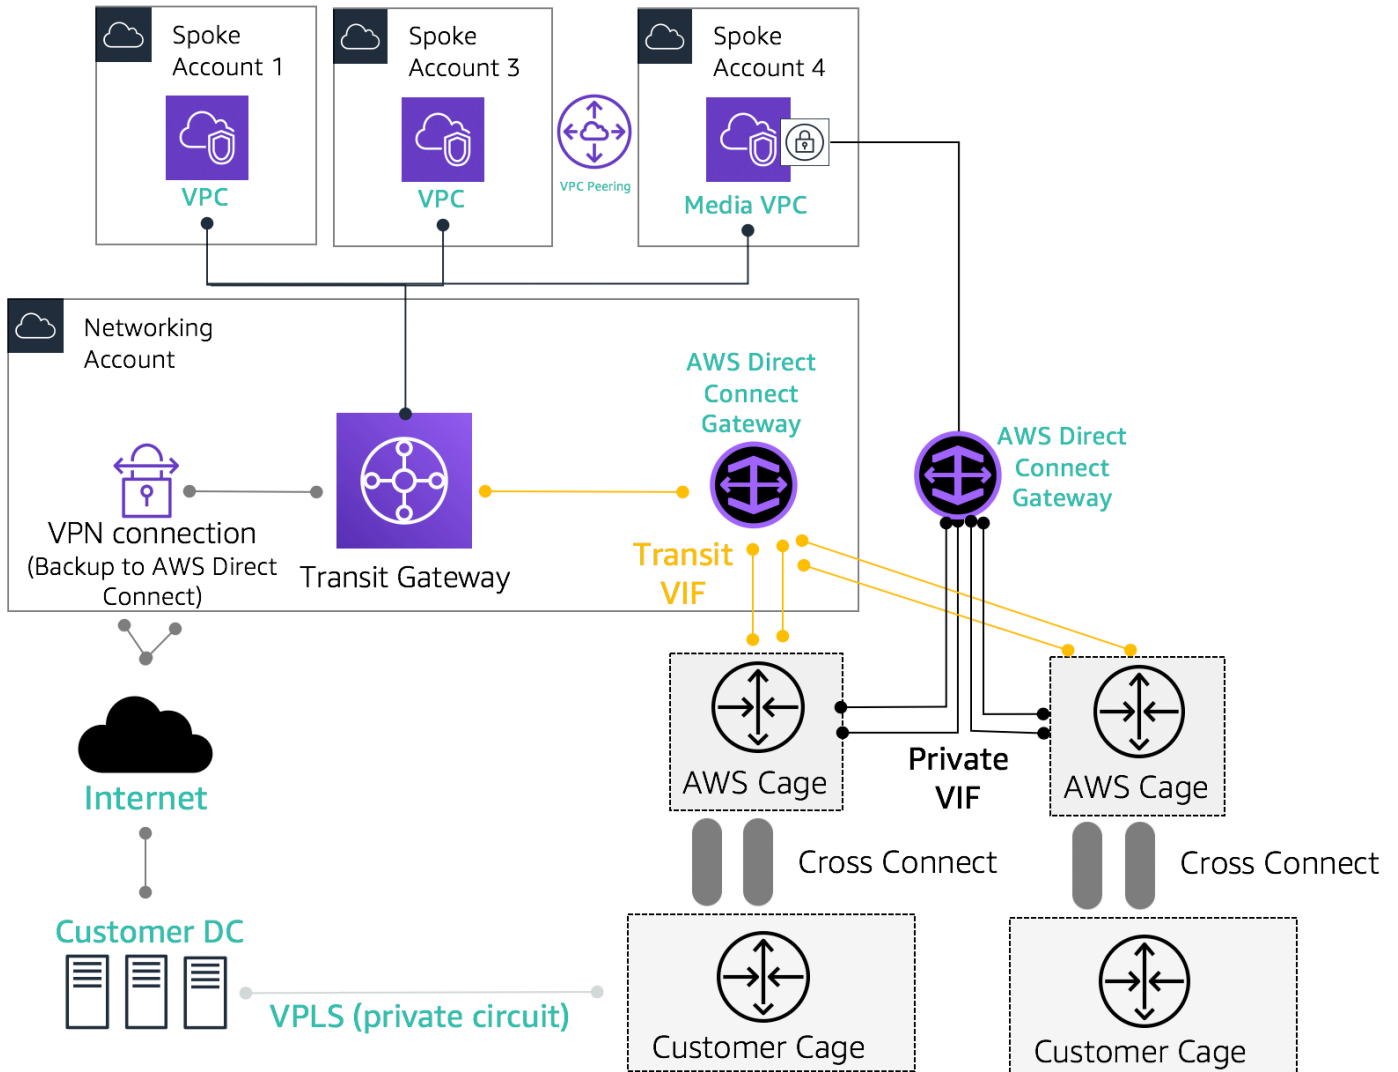 Spoke
Account 1
VPC
Spoke
Account 3
VPC
VPC Peering
Spoke
Account 4
Media VPC
Networking
Account
AWS Direct
Connect
Gateway
AWS Direct
Connect
Gateway
VPN connection
(Backup to AWS Direct
Connect)
Transit Gateway
Transit
VIF
Internet
AWS Cage
Private
VIF
AWS Cage
Cross Connect
Cross Connect
Customer DC
VPLS (private circuit)
Customer Cage
Customer Cage